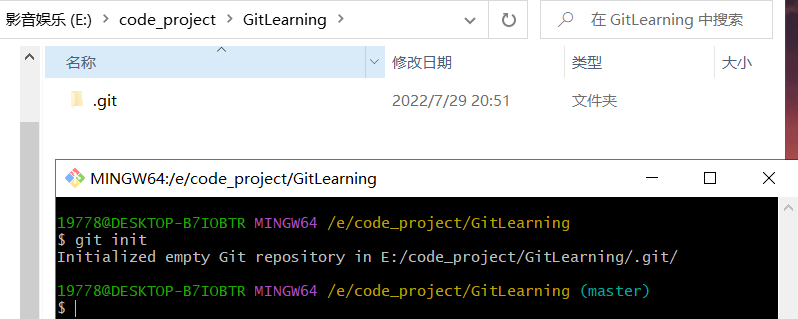 影音娱乐 (E:) › code_project › GitLearning ›
在 GitLearning 中搜索
名称 修改日期 类型 大小
.git 2022/7/29 20:51 文件夹
MINGW64:/e/code_project/GitLearning
19778@DESKTOP-B7IOBTR MINGW64 /e/code_project/GitLearning
$ git init
Initialized empty Git repository in E:/code_project/GitLearning/.git/
19778@DESKTOP-B7IOBTR MINGW64 /e/code_project/GitLearning (master)
$